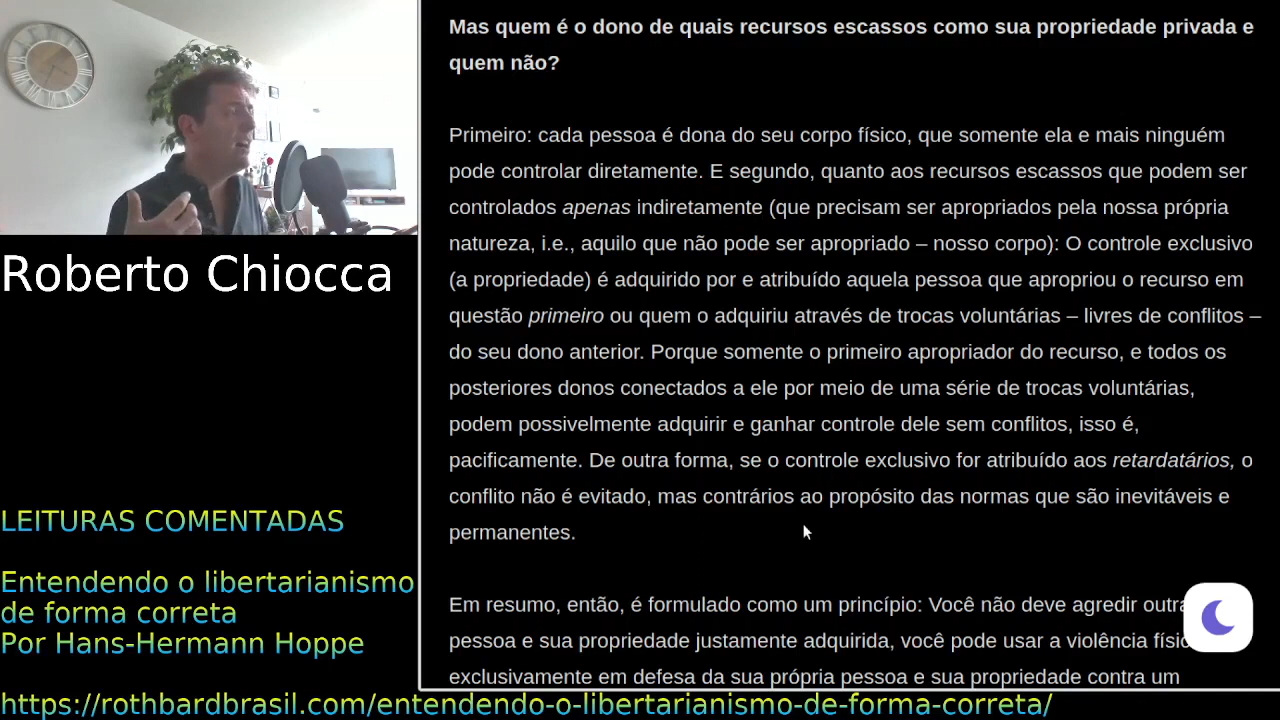 Mas quem é o dono de quais recursos escassos como sua propriedade privada e
quem não?
Primeiro: cada pessoa é dona do seu corpo físico, que somente ela e mais ninguém
pode controlar diretamente. E segundo, quanto aos recursos escassos que podem ser
controlados apenas indiretamente (que precisam ser apropriados pela nossa própria
natureza, i.e., aquilo que não pode ser apropriado – nosso corpo): O controle exclusivo
(a propriedade) é adquirido por e atribuído aquela pessoa que apropriou o recurso em
questão primeiro ou quem o adquiriu através de trocas voluntárias – livres de conflitos –
do seu dono anterior. Porque somente o primeiro apropriador do recurso, e todos os
posteriores donos conectados a ele por meio de uma série de trocas voluntárias,
podem possivelmente adquirir e ganhar controle dele sem conflitos, isso é,
pacificamente. De outra forma, se o controle exclusivo for atribuído aos retardatários, o
conflito não é evitado, mas contrários ao propósito das normas que são inevitáveis e
permanentes.
Em resumo, então, é formulado como um princípio: Você não deve agredir
pessoa e sua propriedade justamente adquirida, você pode usar a violência
exclusivamente em defesa da sua própria pessoa e sua propriedade contra um
Roberto Chiocca
LEITURAS COMENTADAS
Entendendo o libertarianismo
de forma correta
Por Hans-Hermann Hoppe
https://rothbardbrasil.com/entendendo-o-libertarianismo-de-forma-correta/